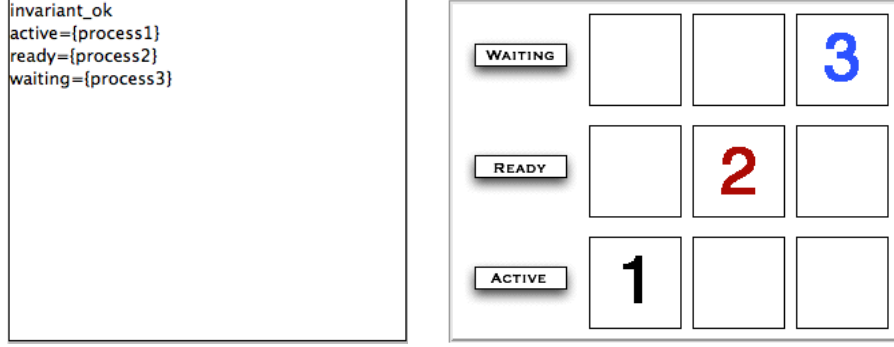 invariant_ok
active={process1}
ready={process2}
waiting={process3}
WAITING 3
READY 2
ACTIVE 1